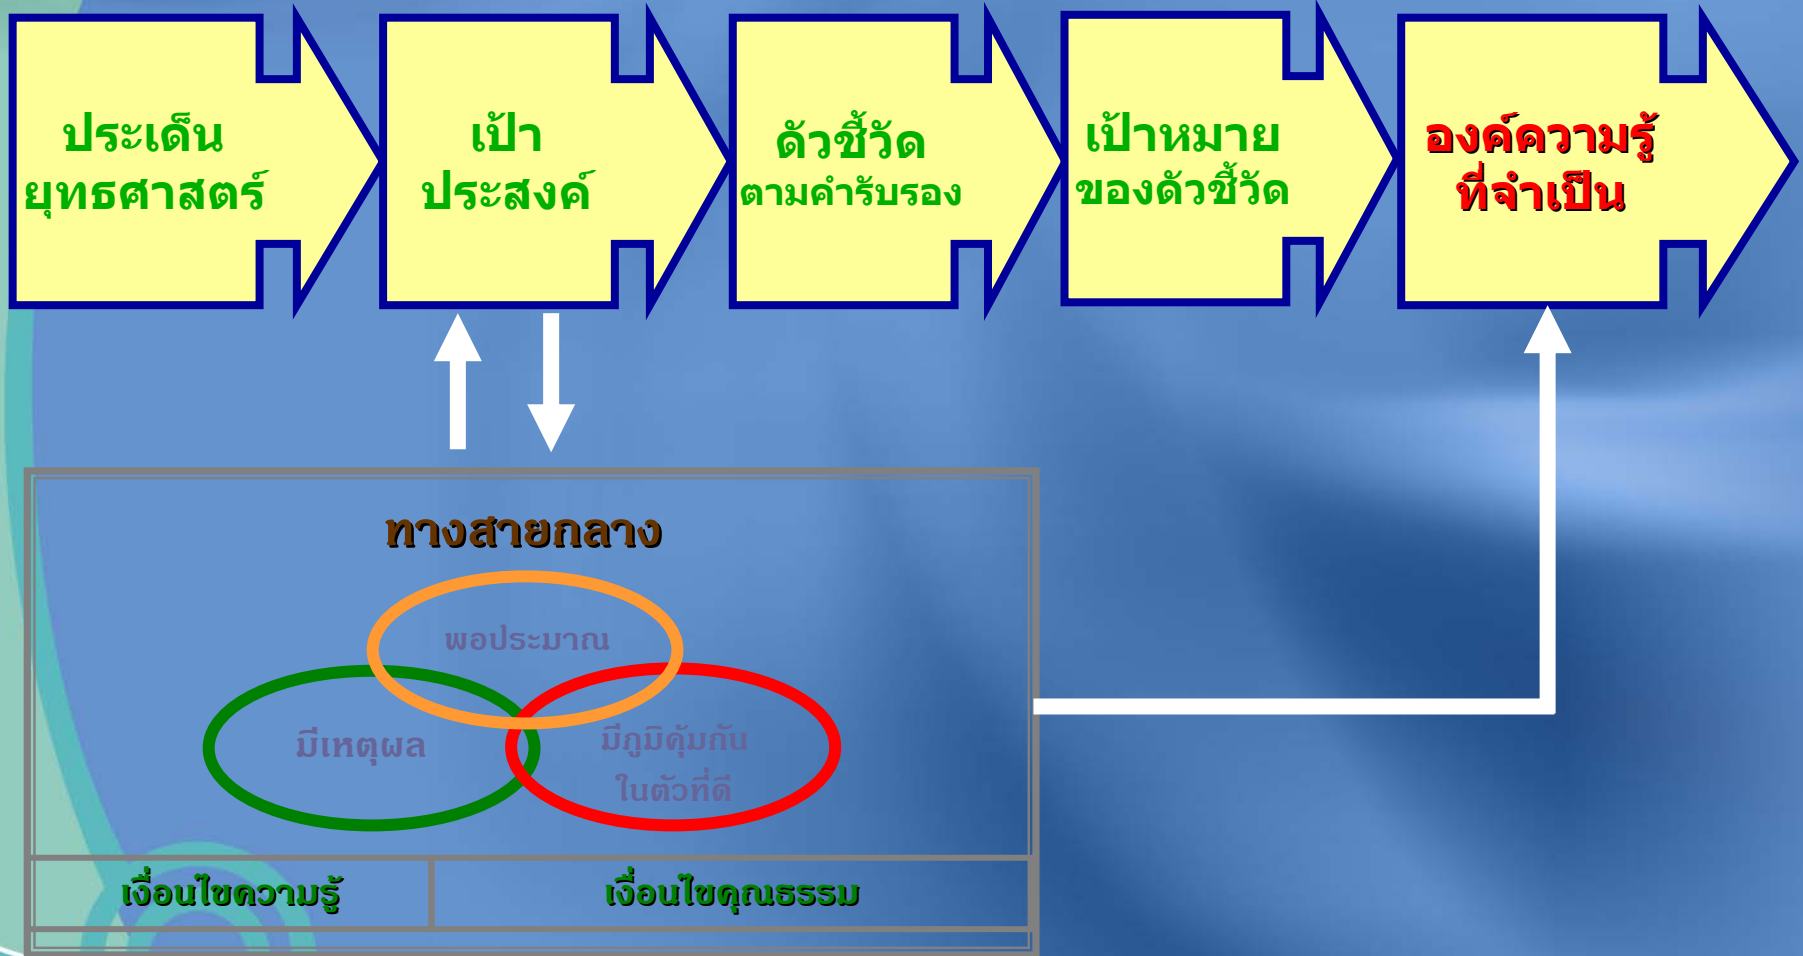 ประเด็น
ยุทธศาสตร์
เป้า
ประสงค์
ตัวชี้วัด
ตามคำรับรอง
เป้าหมาย
ของตัวชี้วัด
องค์ความรู้
ที่จำเป็น
ทางสายกลาง
พอประมาณ
มีเหตุผล
มีภูมิคุ้มกัน
ในตัวที่ดี
เงื่อนไขความรู้
เงื่อนไขคุณธรรม